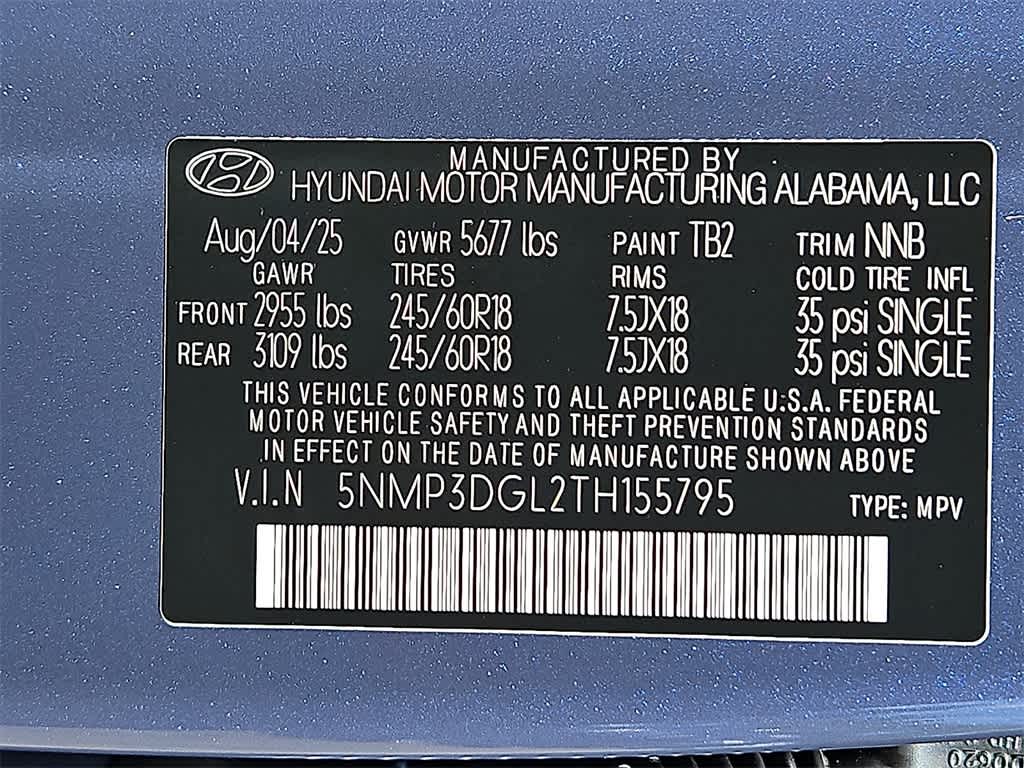 MANUFACTURED BY
HYUNDAI MOTOR MANUFACTURING ALABAMA, LLC
Aug/04/25 GVWR 5677 lbs PAINT TB2 TRIM NNB
GAWR TIRES RIMS COLD TIRE INFL
FRONT 2955 lbs 245/60R18 7.5JX18 35 psi SINGLE
REAR 3109 lbs 245/60R18 7.5JX18 35 psi SINGLE
THIS VEHICLE CONFORMS TO ALL APPLICABLE U.S.A. FEDERAL
MOTOR VEHICLE SAFETY AND THEFT PREVENTION STANDARDS
IN EFFECT ON THE DATE OF MANUFACTURE SHOWN ABOVE
V.I.N 5NMP3DGL2TH155795 TYPE: MPV